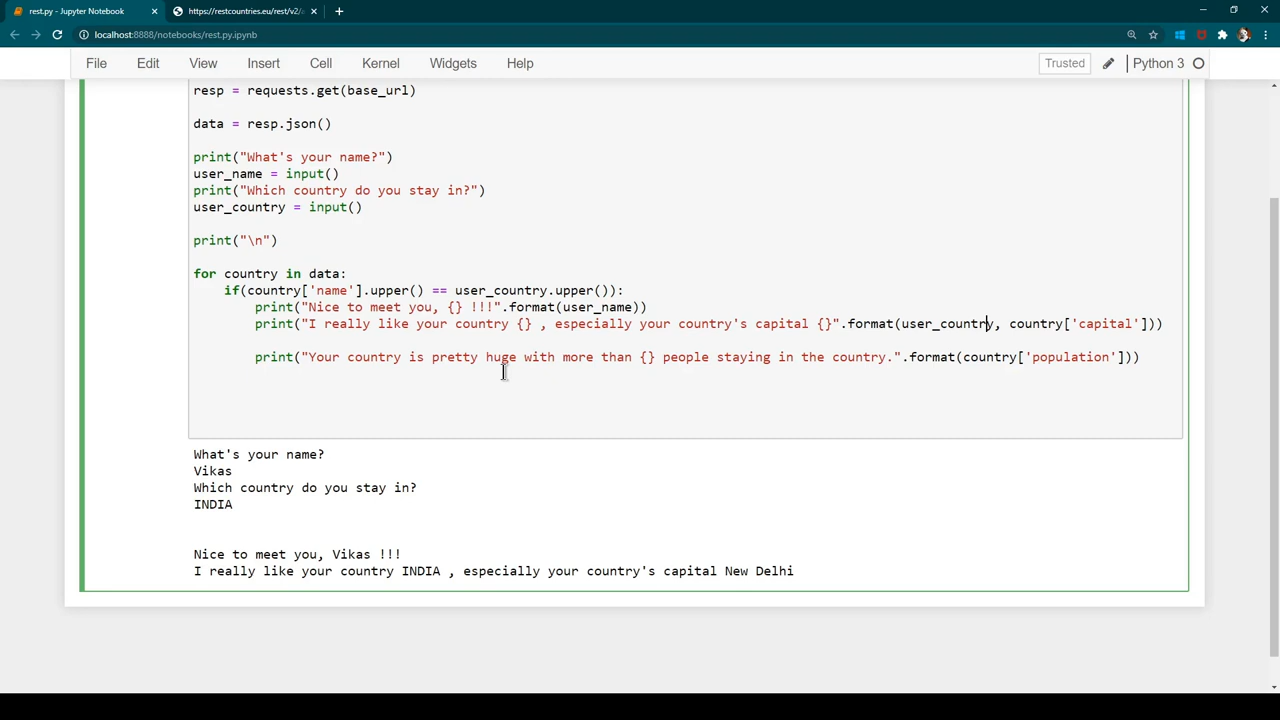 rest.py - Jupyter Notebook
https://restcountries.eu/rest/v2/
localhost:8888/notebooks/rest.py.ipynb
File Edit View Insert Cell Kernel Widgets Help Trusted Python 3
resp = requests.get(base_url)
data = resp.json()
print("What's your name?")
user_name = input()
print("Which country do you stay in?")
user_country = input()
print("\n")
for country in data:
    if(country['name'].upper() == user_country.upper()):
        print("Nice to meet you, {} !!!".format(user_name))
        print("I really like your country {} , especially your country's capital {}".format(user_country, country['capital']))
        print("Your country is pretty huge with more than {} people staying in the country.".format(country['population']))
What's your name?
Vikas
Which country do you stay in?
INDIA
Nice to meet you, Vikas !!!
I really like your country INDIA , especially your country's capital New Delhi